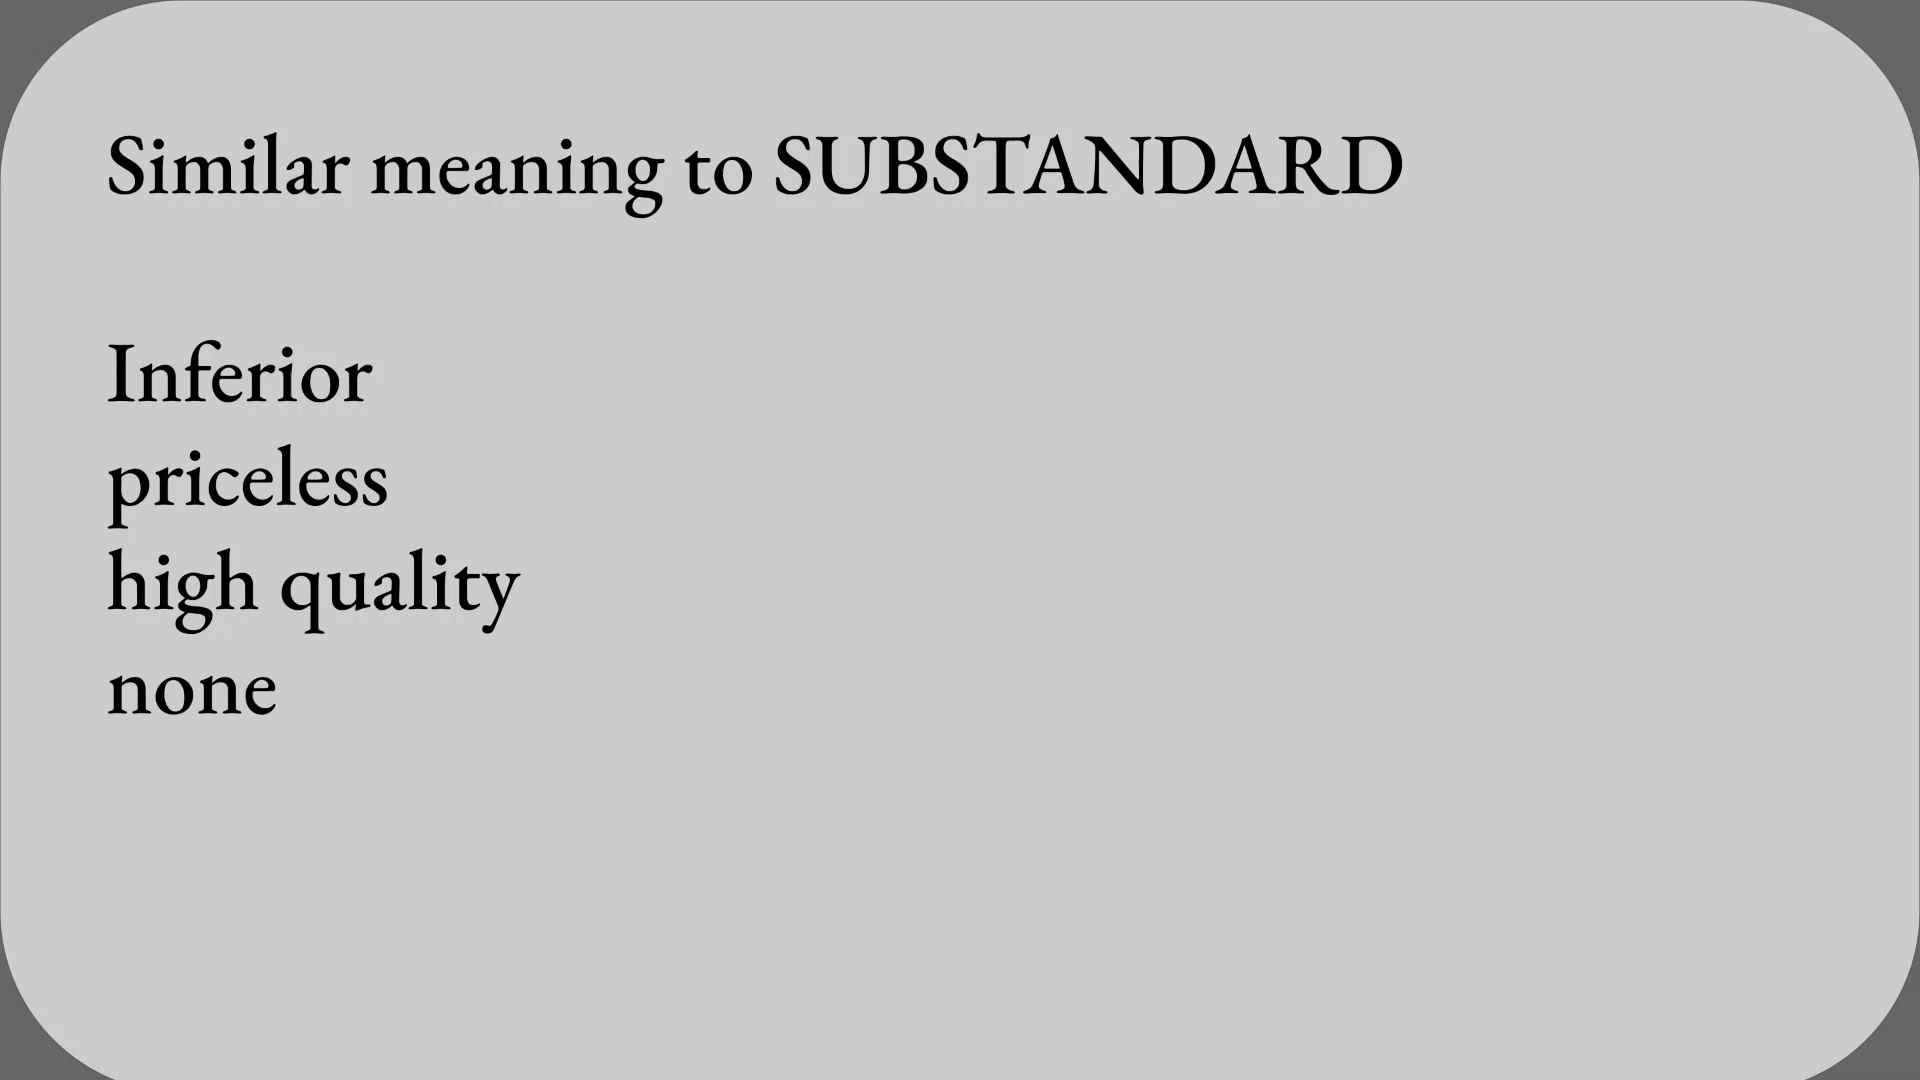 Similar meaning to SUBSTANDARD
Inferior
priceless
high quality
none